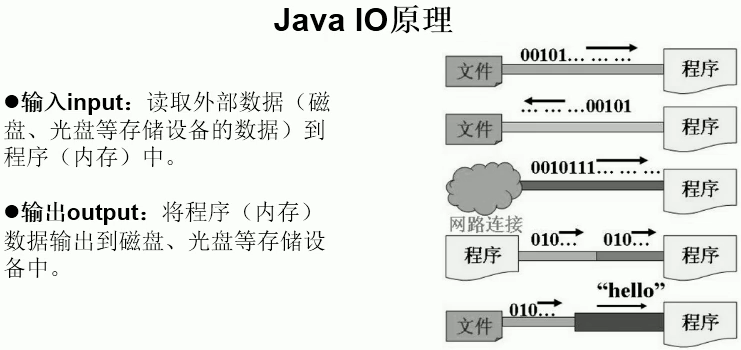 Java IO原理
●输入input：读取外部数据（磁
盘、光盘等存储设备的数据）到
程序（内存）中。
●输出output：将程序（内存）
数据输出到磁盘、光盘等存储设
备中。
00101… … …
文件
程序
… … …00101
文件
程序
0010111… … …
网路连接
程序
010…
010…
程序
程序
010…
“hello”
文件
程序